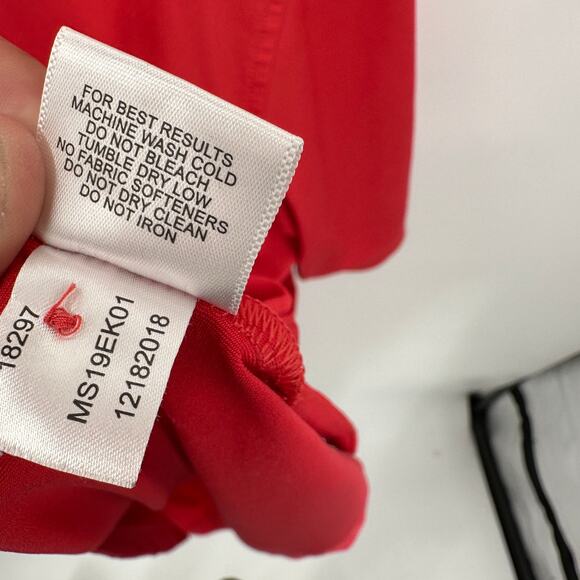 FOR BEST RESULTS
MACHINE WASH COLD
DO NOT BLEACH
TUMBLE DRY LOW
NO FABRIC SOFTENERS
DO NOT DRY CLEAN
DO NOT IRON
18297
MS19EK01
12182018